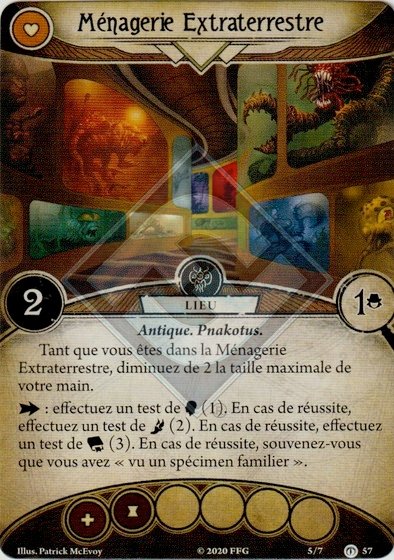 Ménagerie Extraterrestre
2
LIEU
1
Antique. Pnakotus.
Tant que vous êtes dans la Ménagerie
Extraterrestre, diminuez de 2 la taille maximale de
votre main.
: effectuez un test de (1). En cas de réussite,
effectuez un test de (2). En cas de réussite, effectuez
un test de (3). En cas de réussite, souvenez-vous
que vous avez « vu un spécimen familier ».
Illus. Patrick McEvoy © 2020 FFG 5/7 57